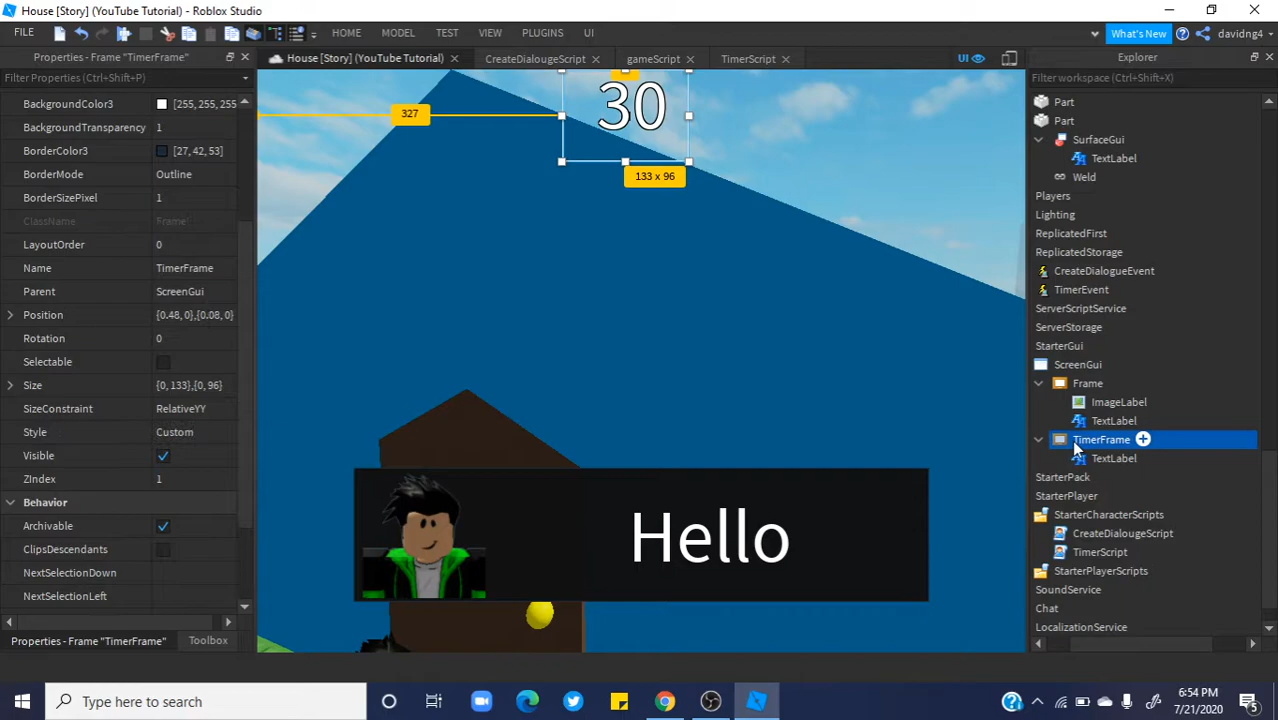 House [Story] (YouTube Tutorial) - Roblox Studio
FILE
HOME
MODEL
TEST
VIEW
PLUGINS
UI
What's New
davidng4
Properties - Frame "TimerFrame"
House [Story] (YouTube Tutorial)
CreateDialougeScript
gameScript
TimerScript
UI
Explorer
Filter Properties (Ctrl+Shift+P)
Filter workspace (Ctrl+Shift+X)
BackgroundColor3 [255, 255, 255
BackgroundTransparency 1
BorderColor3 [27, 42, 53]
BorderMode Outline
BorderSizePixel 1
ClassName Frame
LayoutOrder 0
Name TimerFrame
Parent ScreenGui
Position {0.48, 0},{0.08, 0}
Rotation 0
Selectable
Size {0, 133},{0, 96}
SizeConstraint RelativeYY
Style Custom
Visible
ZIndex 1
Behavior
Archivable
ClipsDescendants
NextSelectionDown
NextSelectionLeft
Properties - Frame "TimerFrame"
Toolbox
327
30
133 x 96
Hello
Part
Part
SurfaceGui
TextLabel
Weld
Players
Lighting
ReplicatedFirst
ReplicatedStorage
CreateDialogueEvent
TimerEvent
ServerScriptService
ServerStorage
StarterGui
ScreenGui
Frame
ImageLabel
TextLabel
TimerFrame
TextLabel
StarterPack
StarterPlayer
StarterCharacterScripts
CreateDialougeScript
TimerScript
StarterPlayerScripts
SoundService
Chat
LocalizationService
Type here to search
6:54 PM
7/21/2020
5